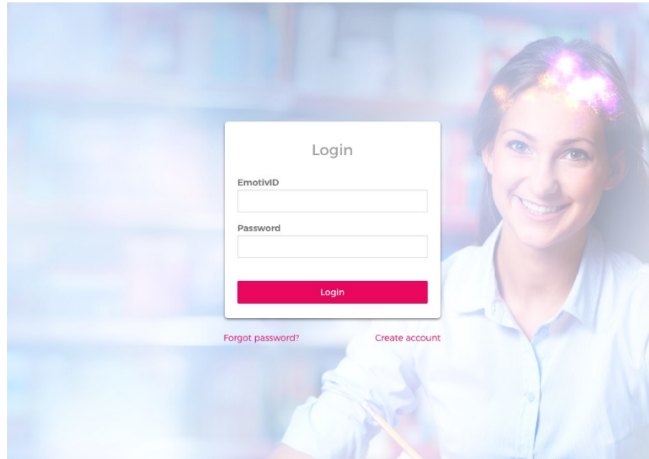 Login
EmotivID
Password
Login
Forgot password?
Create account